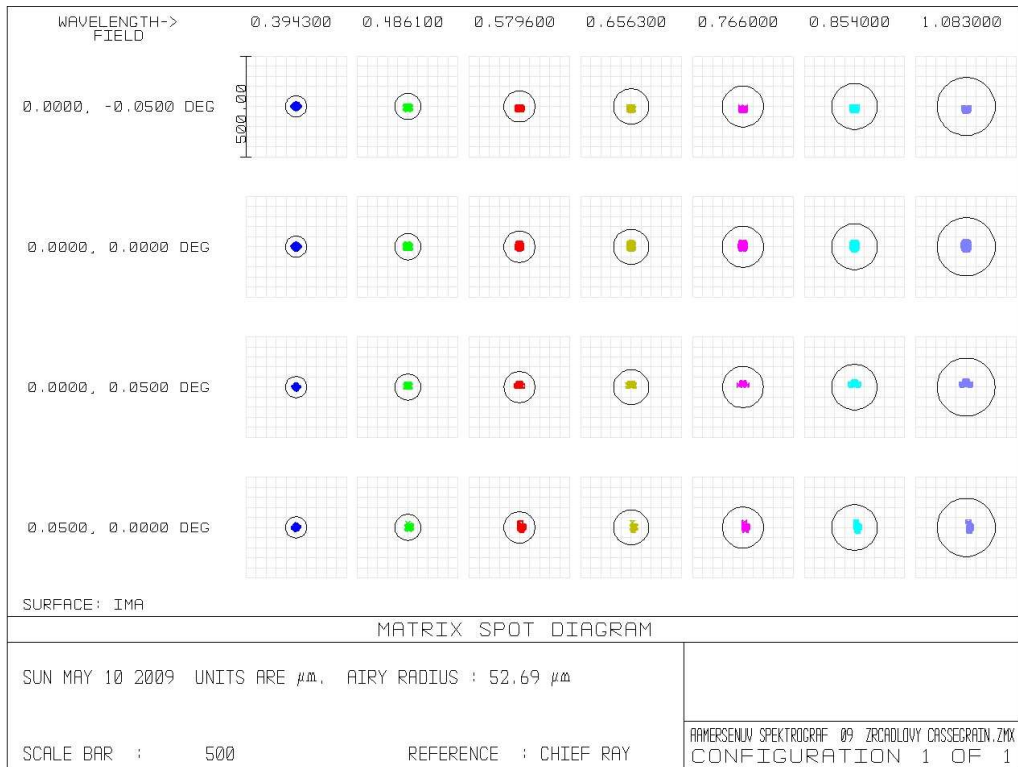 WAVELENGTH-> 0.394300 0.486100 0.579600 0.656300 0.766000 0.854000 1.083000
FIELD
0.0000, -0.0500 DEG
500.00
0.0000, 0.0000 DEG
0.0000, 0.0500 DEG
0.0500, 0.0000 DEG
SURFACE: IMA
MATRIX SPOT DIAGRAM
SUN MAY 10 2009 UNITS ARE µm. AIRY RADIUS : 52.69 µm
SCALE BAR : 500 REFERENCE : CHIEF RAY
HAMERSENUV SPEKTROGRAF 09 ZRCADLOVY CASSEGRAIN.ZMX
CONFIGURATION 1 OF 1